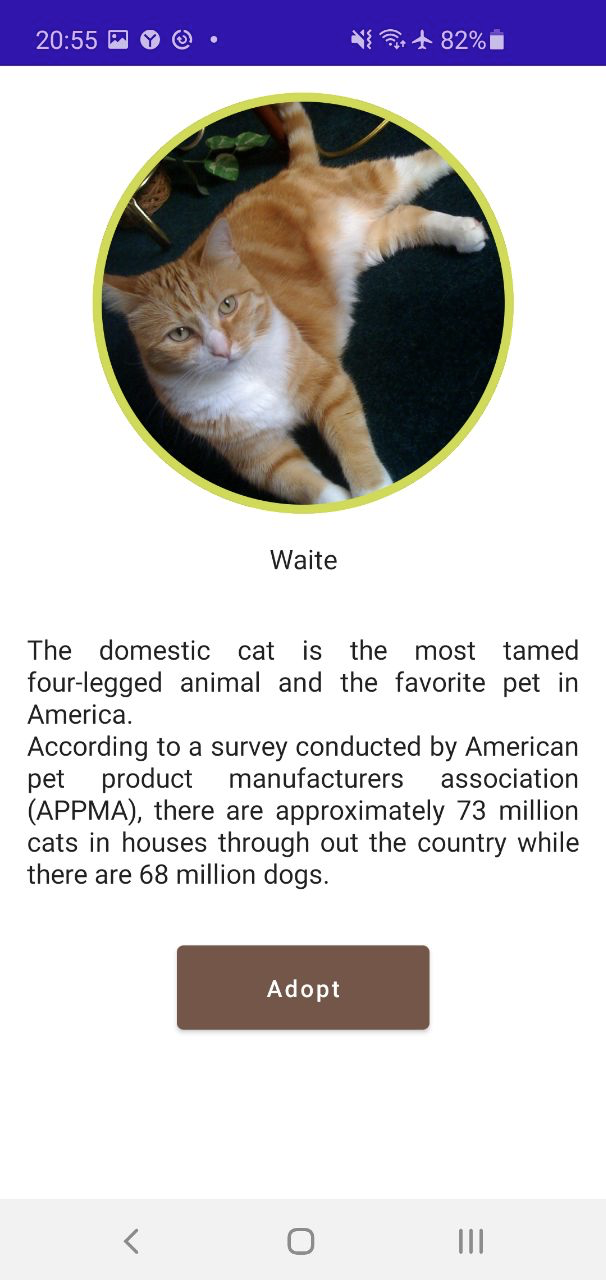 20:55
82%
Waite
The domestic cat is the most tamed
four-legged animal and the favorite pet in
America.
According to a survey conducted by American
pet product manufacturers association
(APPMA), there are approximately 73 million
cats in houses through out the country while
there are 68 million dogs.
Adopt